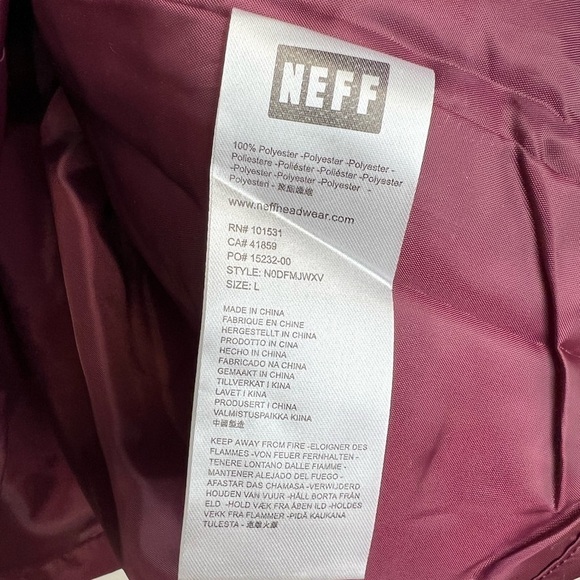 NEFF
100% Polyester -Polyester -Polyester -
Poliestere -Poliéster -Poliéster -Polyester
-Polyester -Polyester -Polyester -
Polyesteri - 聚酯纖維
www.neffheadwear.com
RN# 101531
CA# 41859
PO# 15232-00
STYLE: N0DFMJWXV
SIZE: L
MADE IN CHINA
FABRIQUE EN CHINE
HERGESTELLT IN CHINA
PRODOTTO IN CINA
HECHO IN CHINA
FABRICADO NA CHINA
GEMAAKT IN CHINA
TILLVERKAT I KINA
LAVET I KINA
PRODUSERT I CHINA
VALMISTUSPAIKKA KIINA
中國製造
KEEP AWAY FROM FIRE -ELOIGNER DES
FLAMMES -VON FEUER FERNHALTEN -
TENERE LONTANO DALLE FIAMME -
MANTENER ALEJADO DEL FUEGO -
AFASTAR DAS CHAMASA -VERWIJDERD
HOUDEN VAN VUUR -HÅLL BORTA FRÅN
ELD -HOLD VÆK FRA ÅBEN ILD -HOLDES
VEKK FRA FLAMMER -PIDÄ KAUKANA
TULESTA - 遠離火源